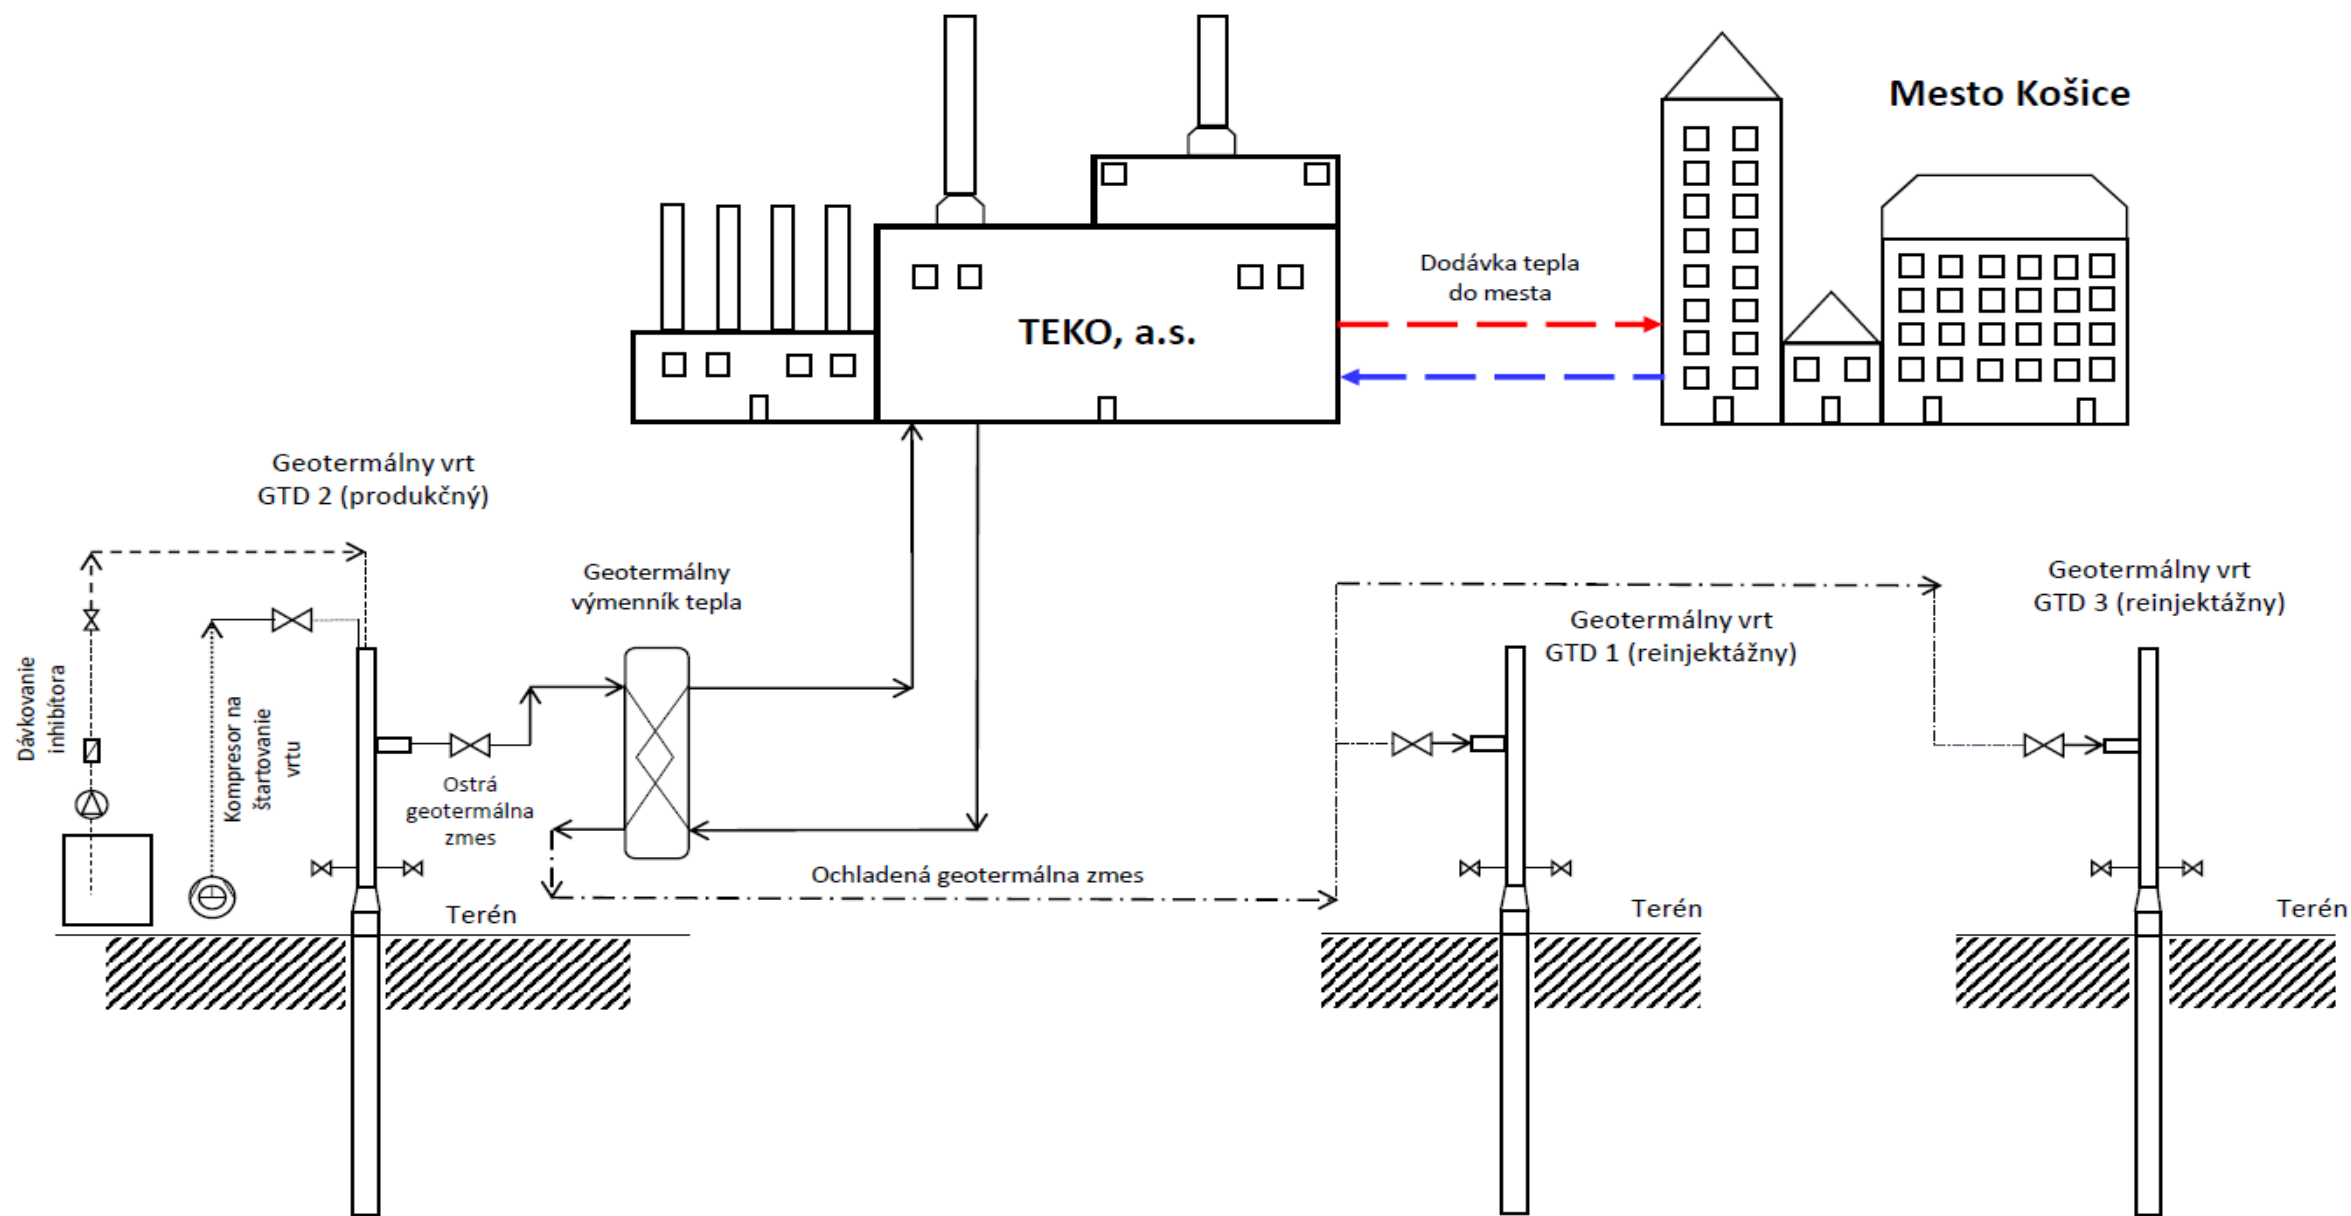 Mesto Košice
Dodávka tepla
do mesta
TEKO, a.s.
Geotermálny vrt
GTD 2 (produkčný)
Geotermálny
výmenník tepla
Geotermálny vrt
GTD 3 (reinjektážny)
Geotermálny vrt
GTD 1 (reinjektážny)
Dávkovanie
inhibítora
Kompresor na
štartovanie
vrtu
Ostrá
geotermálna
zmes
Ochladená geotermálna zmes
Terén
Terén
Terén